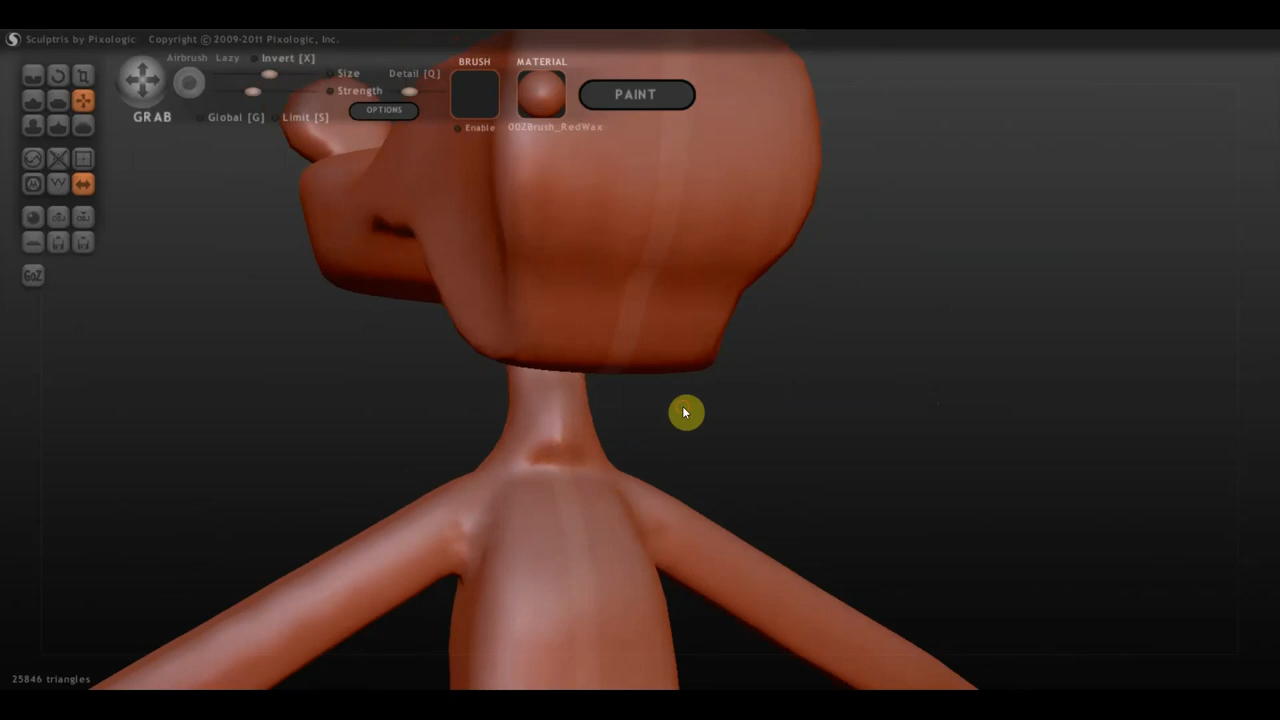 Sculptris by Pixologic Copyright © 2009-2011 Pixologic, Inc.
Airbrush Lazy Invert [X]
BRUSH MATERIAL
Size Detail [Q]
Strength
PAINT
OPTIONS
GRAB Global [G] Limit [S]
Enable 00ZBrush_RedWax
GoZ
25846 triangles